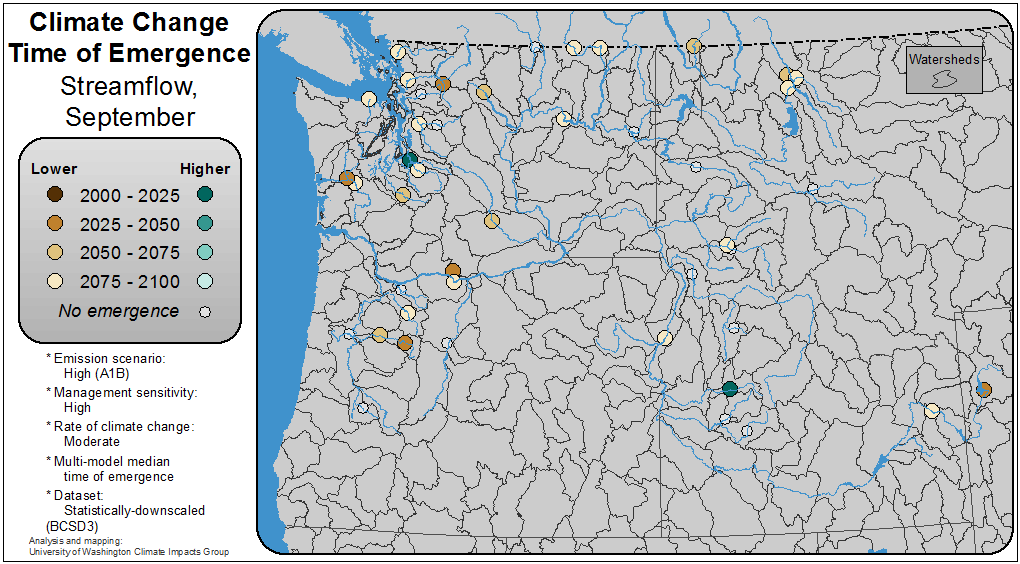 Climate Change
Time of Emergence
Streamflow,
September
Lower Higher
2000 - 2025
2025 - 2050
2050 - 2075
2075 - 2100
No emergence
* Emission scenario:
High (A1B)
* Management sensitivity:
High
* Rate of climate change:
Moderate
* Multi-model median
time of emergence
* Dataset:
Statistically-downscaled
(BCSD3)
Analysis and mapping:
University of Washington Climate Impacts Group
Watersheds